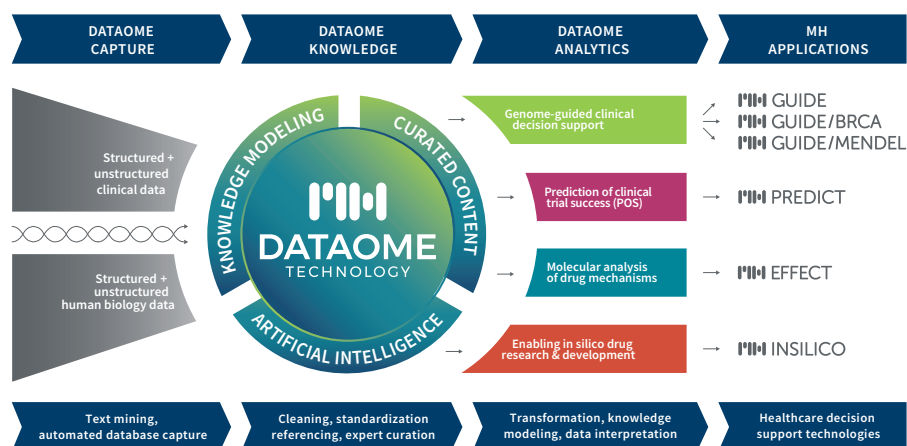 DATAOME
CAPTURE
DATAOME
KNOWLEDGE
DATAOME
ANALYTICS
MH
APPLICATIONS
Structured +
unstructured
clinical data
Structured +
unstructured
human biology data
KNOWLEDGE MODELING
CURATED CONTENT
ARTIFICIAL INTELLIGENCE
DATAOME
TECHNOLOGY
Genome-guided clinical
decision support
Prediction of clinical
trial success (POS)
Molecular analysis
of drug mechanisms
Enabling in silico drug
research & development
GUIDE
GUIDE/BRCA
GUIDE/MENDEL
PREDICT
EFFECT
INSILICO
Text mining,
automated database capture
Cleaning, standardization
referencing, expert curation
Transformation, knowledge
modeling, data interpretation
Healthcare decision
support technologies